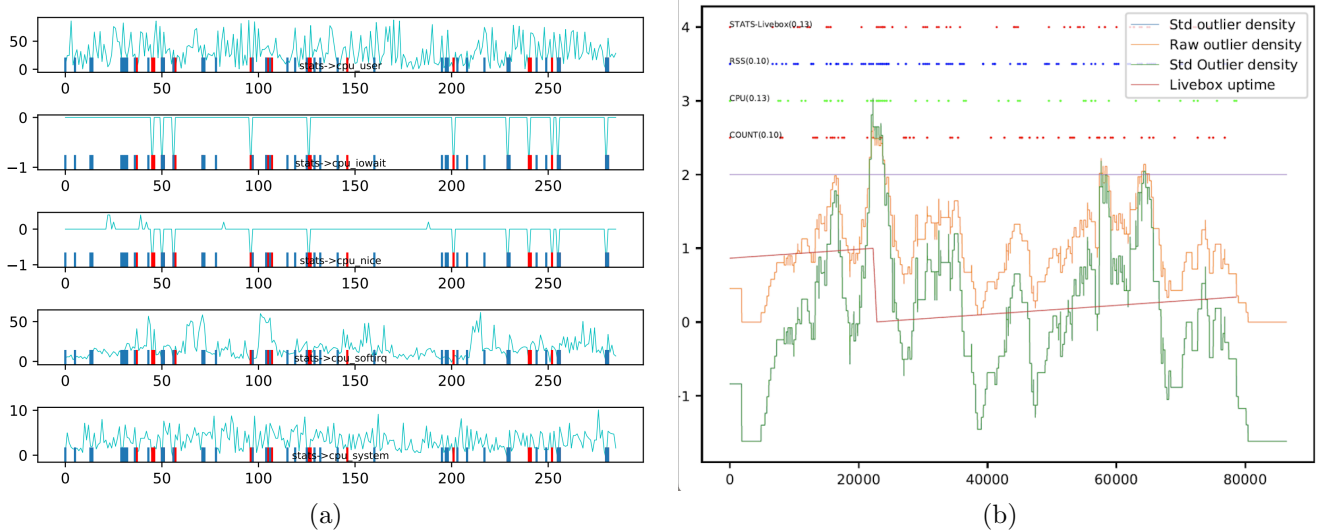 50
0
stats->cpu_user
0 50 100 150 200 250
0
−1
stats->cpu_iowait
0 50 100 150 200 250
0
−1
stats->cpu_nice
0 50 100 150 200 250
50
0
stats->cpu_softirq
0 50 100 150 200 250
10
0
stats->cpu_system
0 50 100 150 200 250
(a)
4
3
2
1
0
-1
STATS-Livebox(0.13)
RSS(0.10)
CPU(0.13)
COUNT(0.10)
Std outlier density
Raw outlier density
Std Outlier density
Livebox uptime
0 20000 40000 60000 80000
(b)